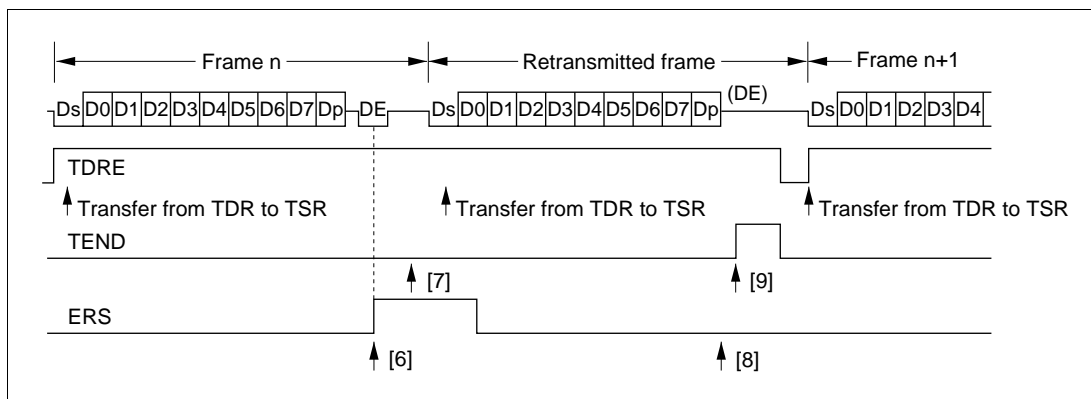 Frame n Retransmitted frame Frame n+1
Ds D0 D1 D2 D3 D4 D5 D6 D7 Dp DE Ds D0 D1 D2 D3 D4 D5 D6 D7 Dp (DE) Ds D0 D1 D2 D3 D4
TDRE
Transfer from TDR to TSR Transfer from TDR to TSR Transfer from TDR to TSR
TEND
[7] [9]
ERS
[6] [8]